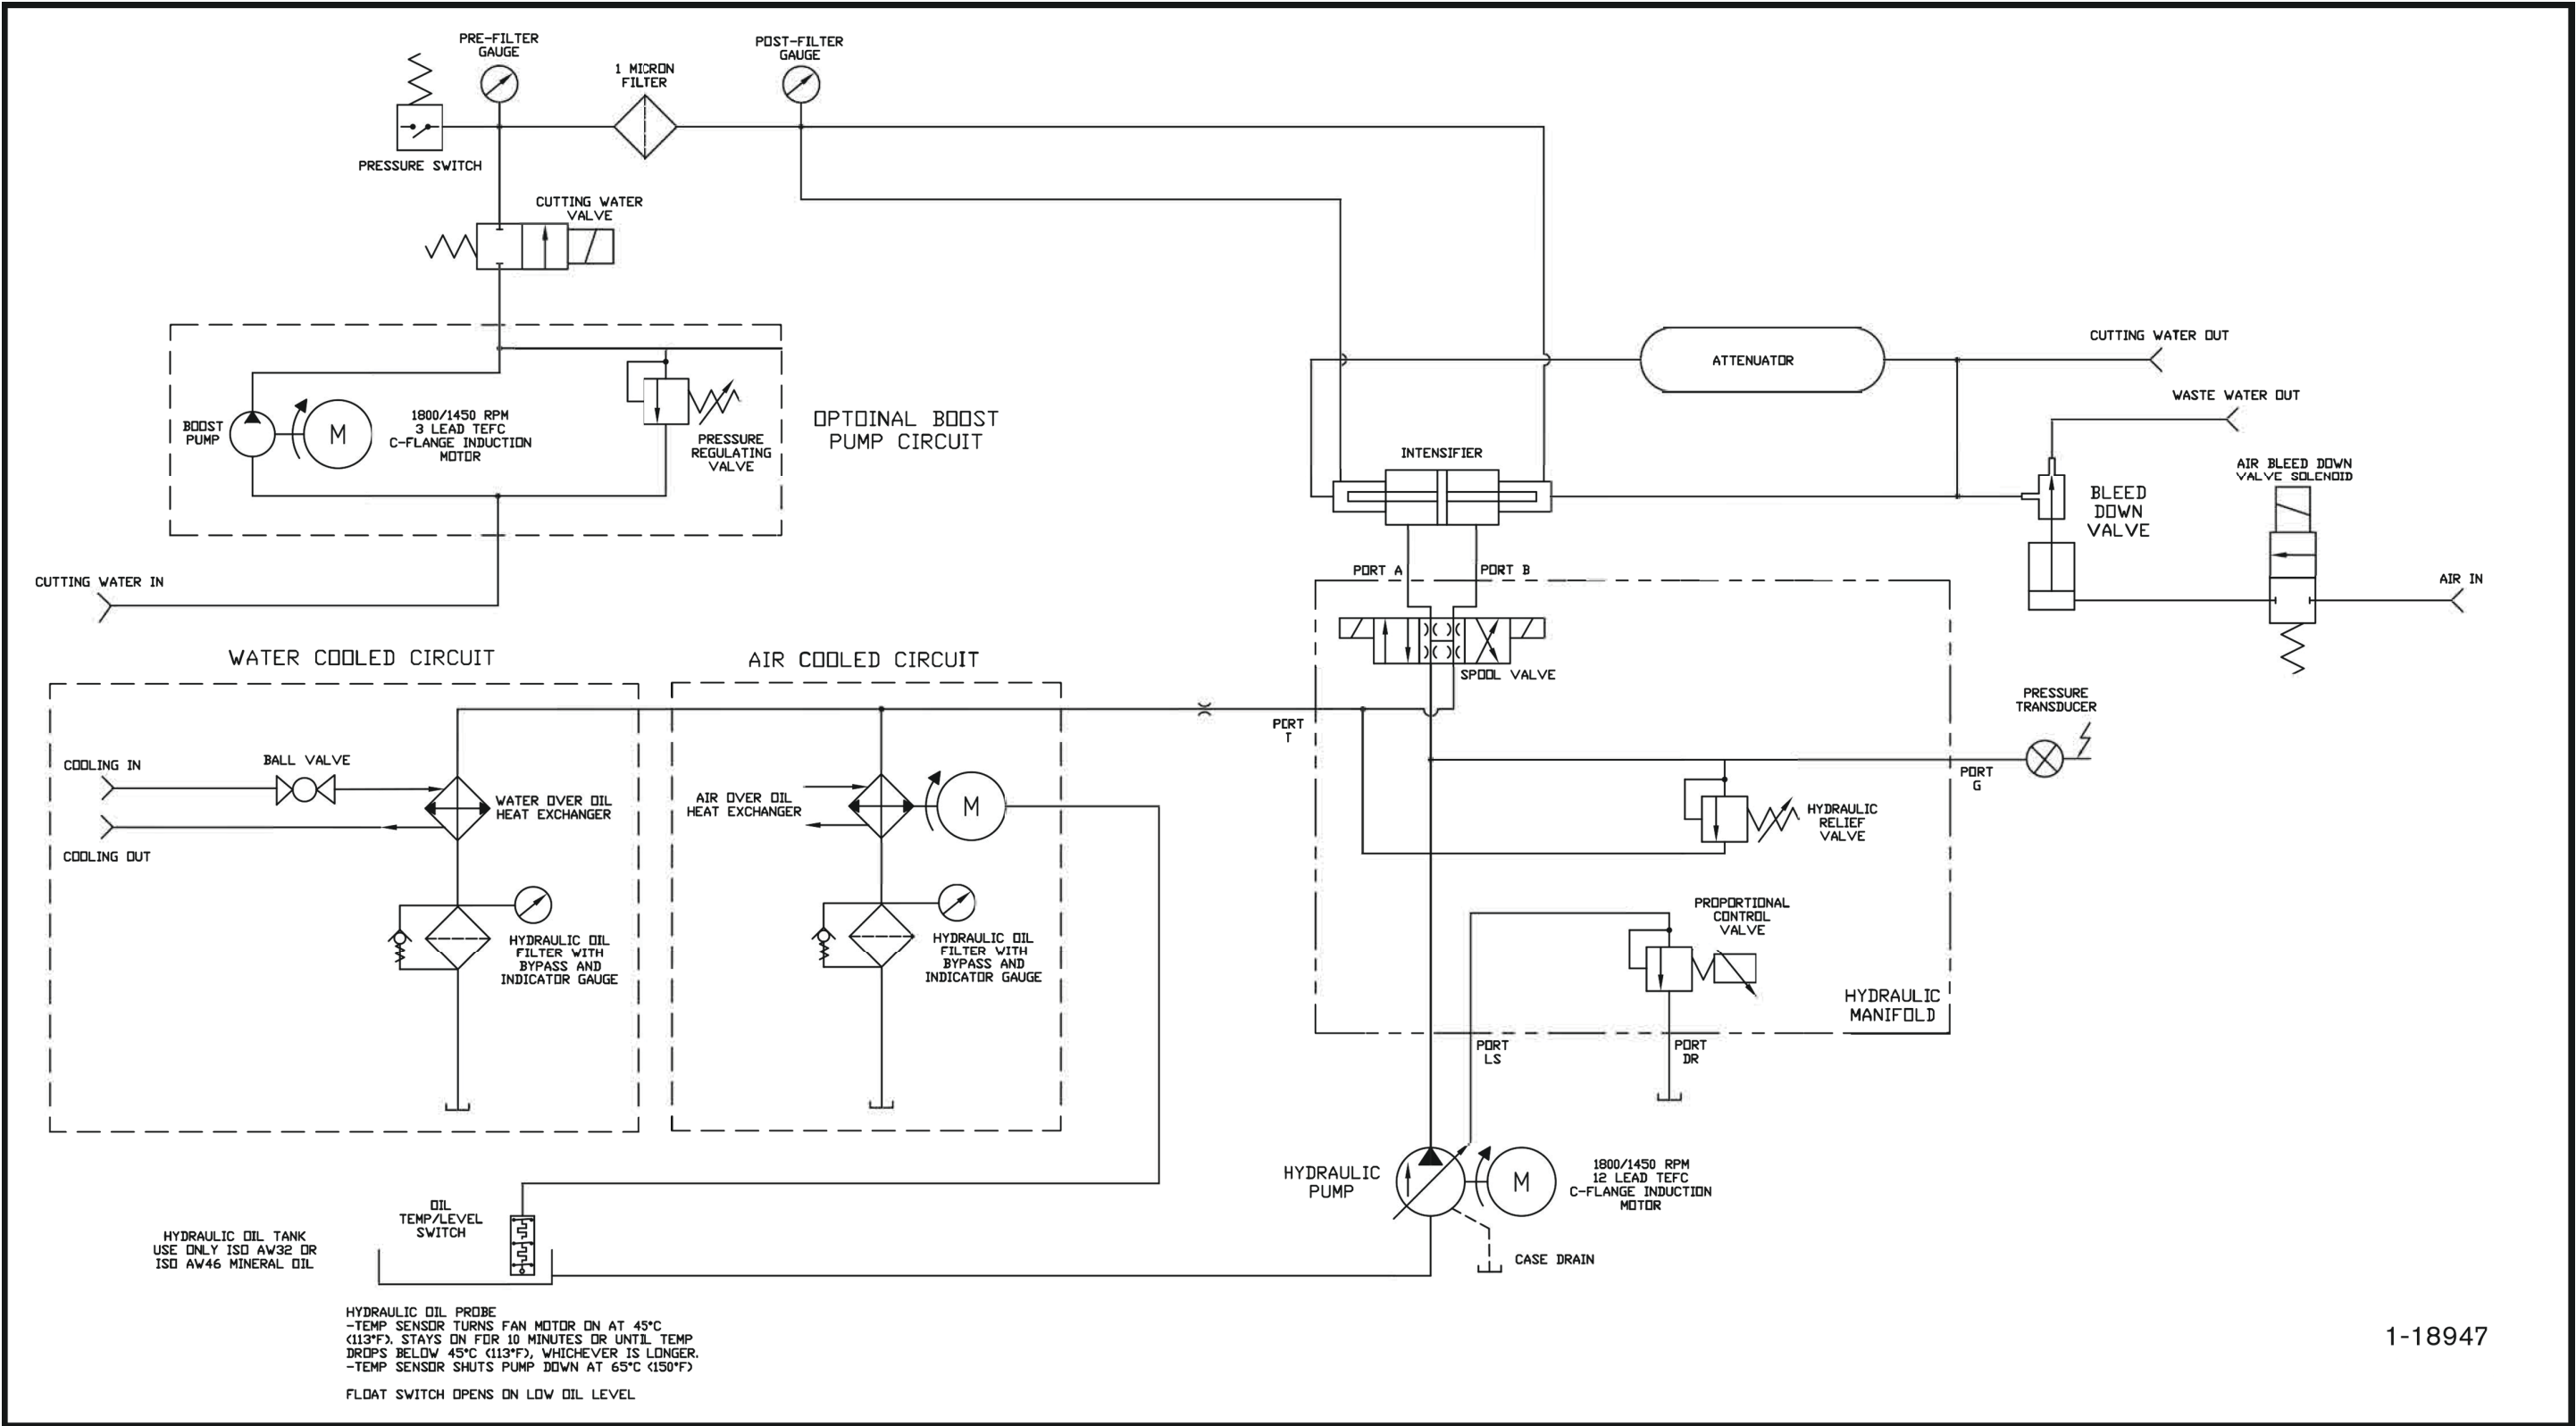 PRE-FILTER
GAUGE
POST-FILTER
GAUGE
1 MICRON
FILTER
PRESSURE SWITCH
CUTTING WATER
VALVE
BOOST
PUMP
M
1800/1450 RPM
3 LEAD TEFC
C-FLANGE INDUCTION
MOTOR
PRESSURE
REGULATING
VALVE
OPTOINAL BOOST
PUMP CIRCUIT
CUTTING WATER IN
ATTENUATOR
CUTTING WATER OUT
WASTE WATER OUT
INTENSIFIER
AIR BLEED DOWN
VALVE SOLENOID
BLEED
DOWN
VALVE
AIR IN
PORT A
PORT B
SPOOL VALVE
WATER COOLED CIRCUIT
AIR COOLED CIRCUIT
PORT
T
PRESSURE
TRANSDUCER
PORT
G
COOLING IN
BALL VALVE
COOLING OUT
WATER OVER OIL
HEAT EXCHANGER
AIR OVER OIL
HEAT EXCHANGER
M
HYDRAULIC
RELIEF
VALVE
HYDRAULIC OIL
FILTER WITH
BYPASS AND
INDICATOR GAUGE
HYDRAULIC OIL
FILTER WITH
BYPASS AND
INDICATOR GAUGE
PROPORTIONAL
CONTROL
VALVE
HYDRAULIC
MANIFOLD
PORT
LS
PORT
DR
HYDRAULIC
PUMP
M
1800/1450 RPM
12 LEAD TEFC
C-FLANGE INDUCTION
MOTOR
CASE DRAIN
OIL
TEMP/LEVEL
SWITCH
HYDRAULIC OIL TANK
USE ONLY ISO AW32 OR
ISO AW46 MINERAL OIL
HYDRAULIC OIL PROBE
-TEMP SENSOR TURNS FAN MOTOR ON AT 45°C
(113°F). STAYS ON FOR 10 MINUTES OR UNTIL TEMP
DROPS BELOW 45°C (113°F), WHICHEVER IS LONGER.
-TEMP SENSOR SHUTS PUMP DOWN AT 65°C (150°F)
FLOAT SWITCH OPENS ON LOW OIL LEVEL
1-18947